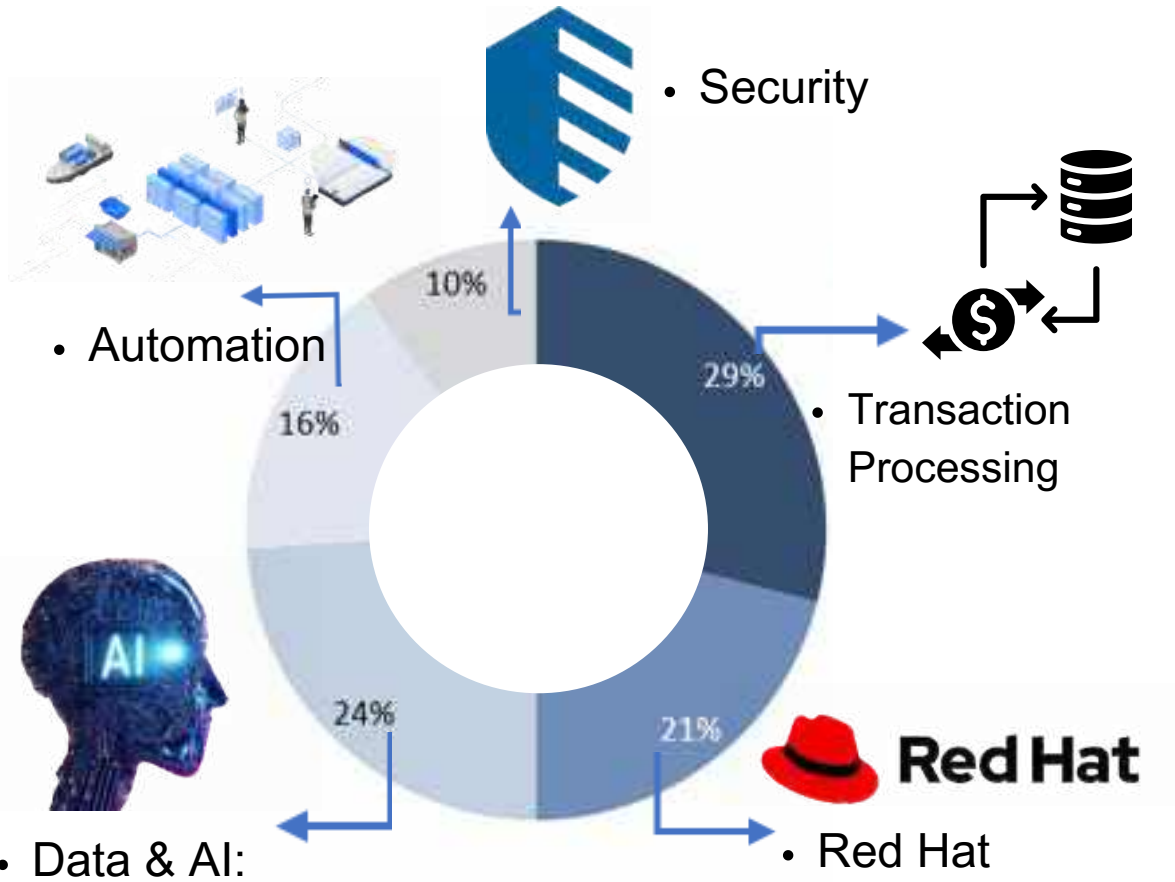 • Security
10%
• Automation
29%
16%
• Transaction
Processing
$
AI
24%
21%
Red Hat
• Data & AI:
• Red Hat